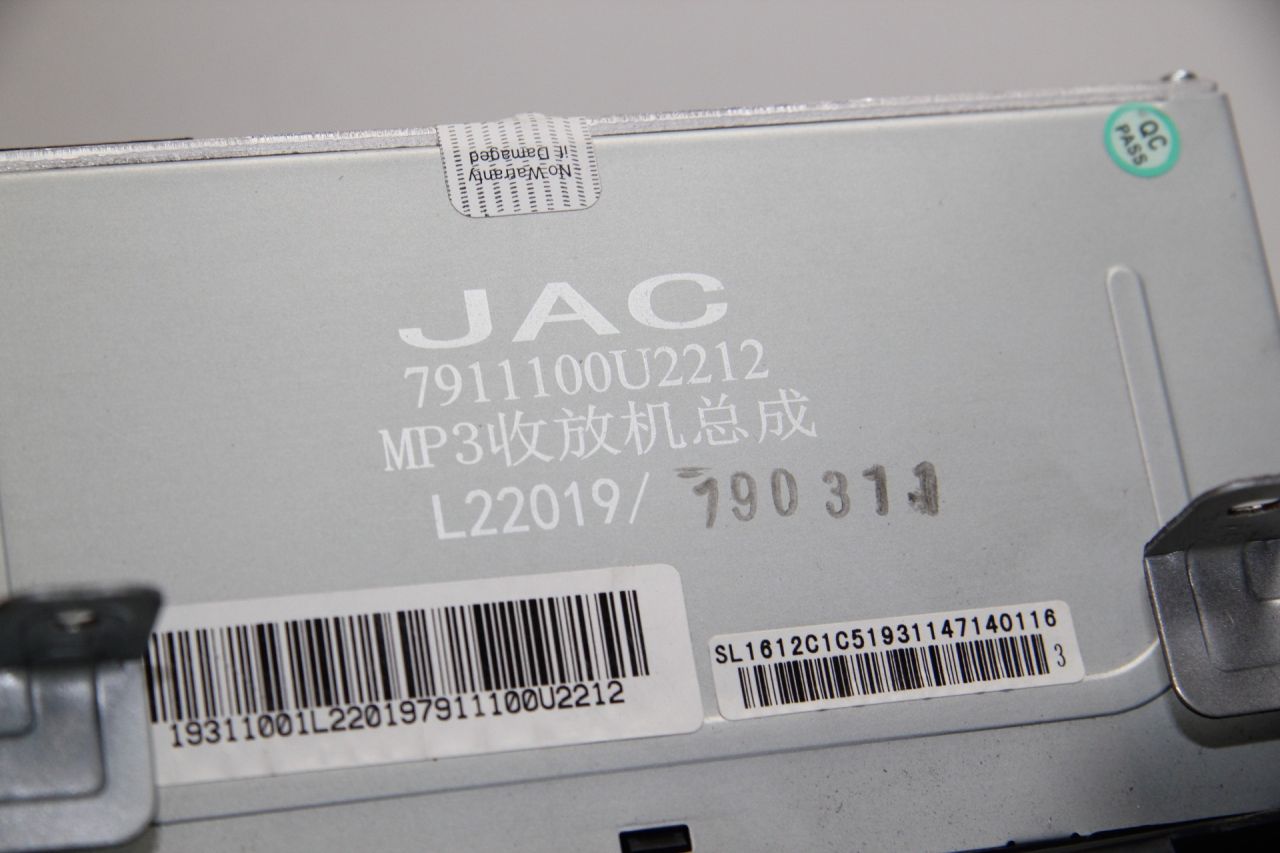 No Warranty
if Damaged
QC
PASS
JAC
7911100U2212
MP3收放机总成
L22019/ 190311
19311001L220197911100U2212
SL1612C1C51931147140116
3